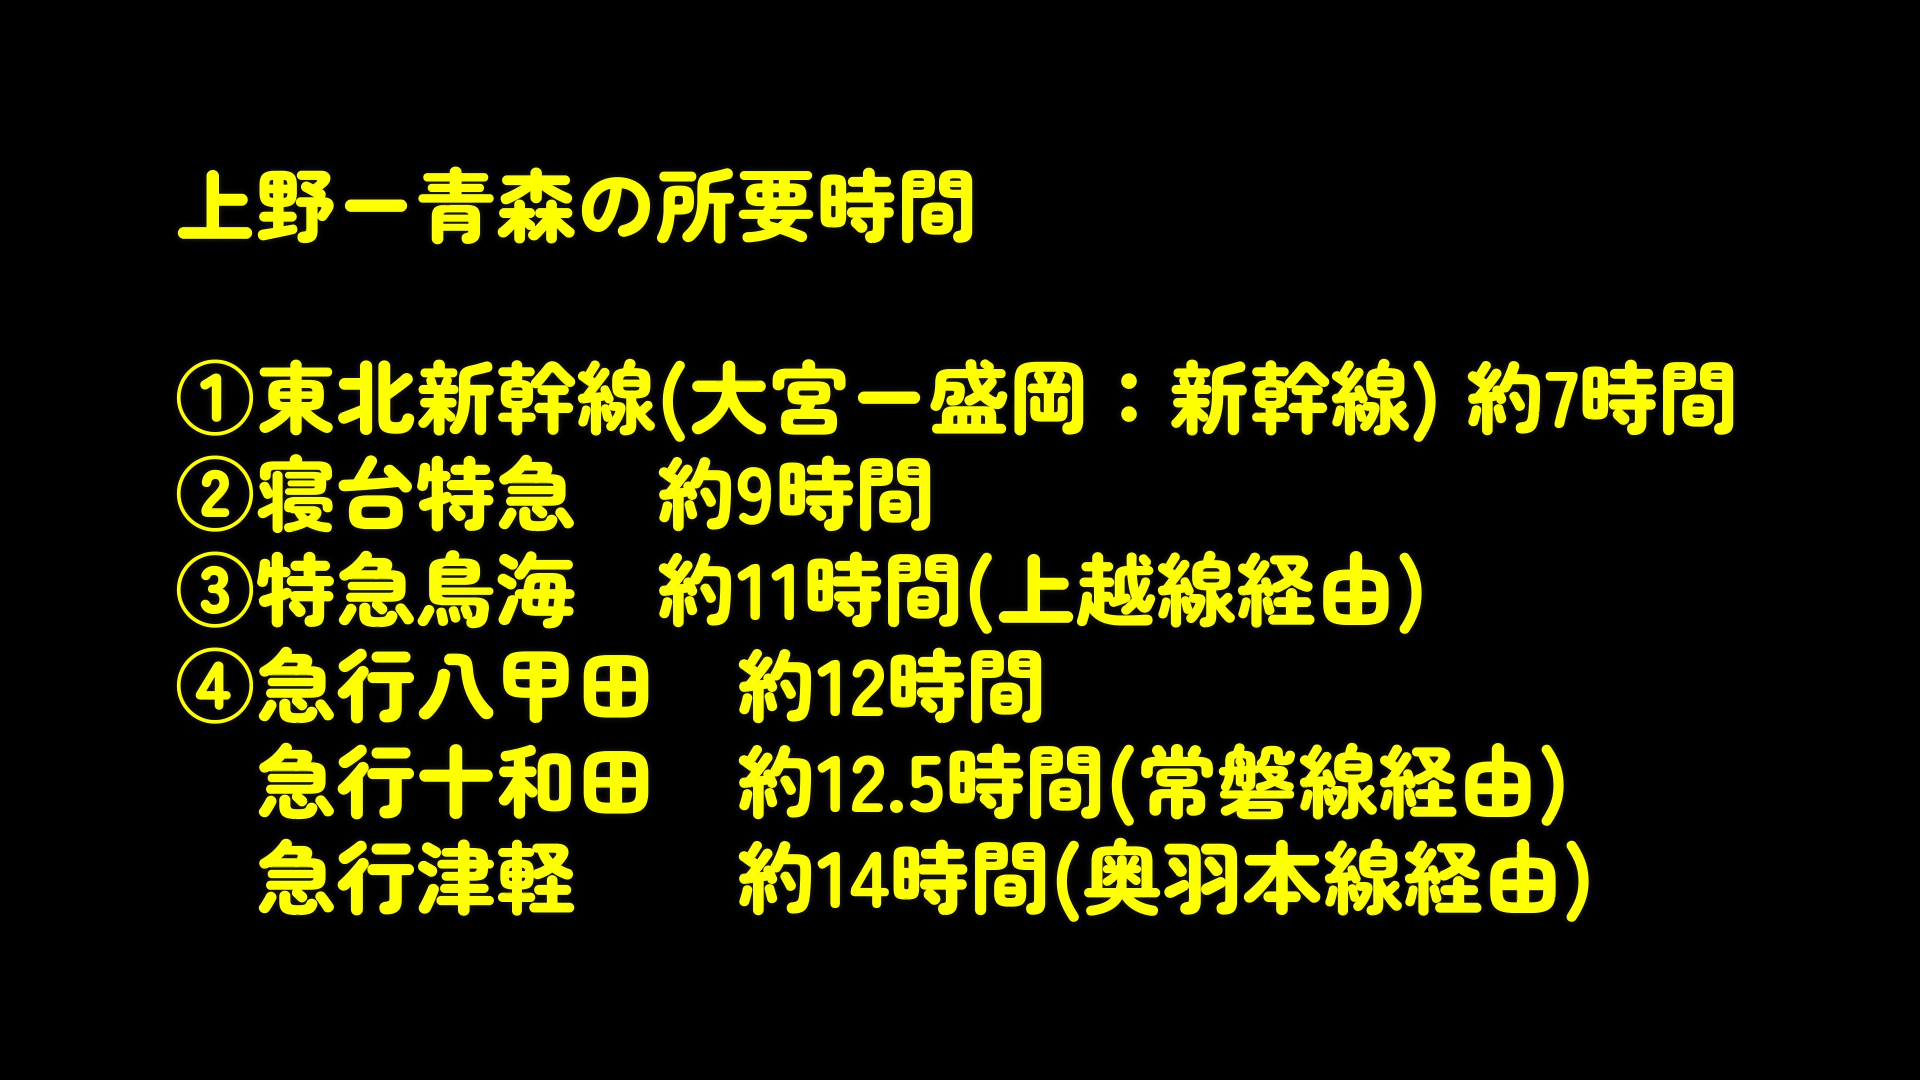 上野ー青森の所要時間
①東北新幹線(大宮ー盛岡：新幹線) 約7時間
②寝台特急　約9時間
③特急鳥海　約11時間(上越線経由)
④急行八甲田　約12時間
　急行十和田　約12.5時間(常磐線経由)
　急行津軽　　約14時間(奥羽本線経由)